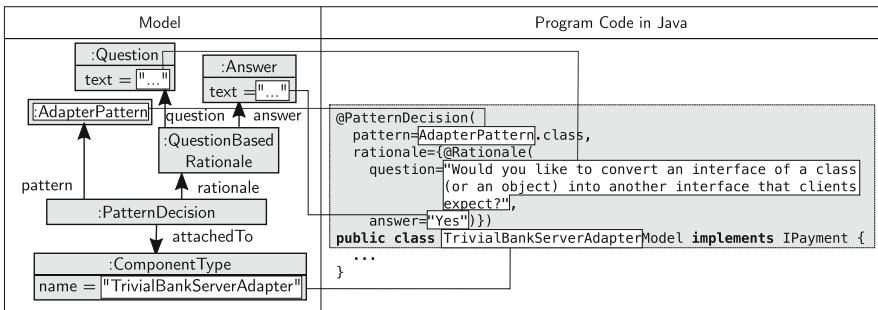 Model
Program Code in Java
:Question
text = "..."
:Answer
text ="..."
:AdapterPattern
question
answer
:QuestionBased
Rationale
pattern
rationale
:PatternDecision
attachedTo
:ComponentType
name = "TrivialBankServerAdapter"
@PatternDecision(
pattern=AdapterPattern.class,
rationale={@Rationale(
question="Would you like to convert an interface of a class
(or an object) into another interface that clients
expect?",
answer="Yes")})
public class TrivialBankServerAdapterModel implements IPayment {
...
}